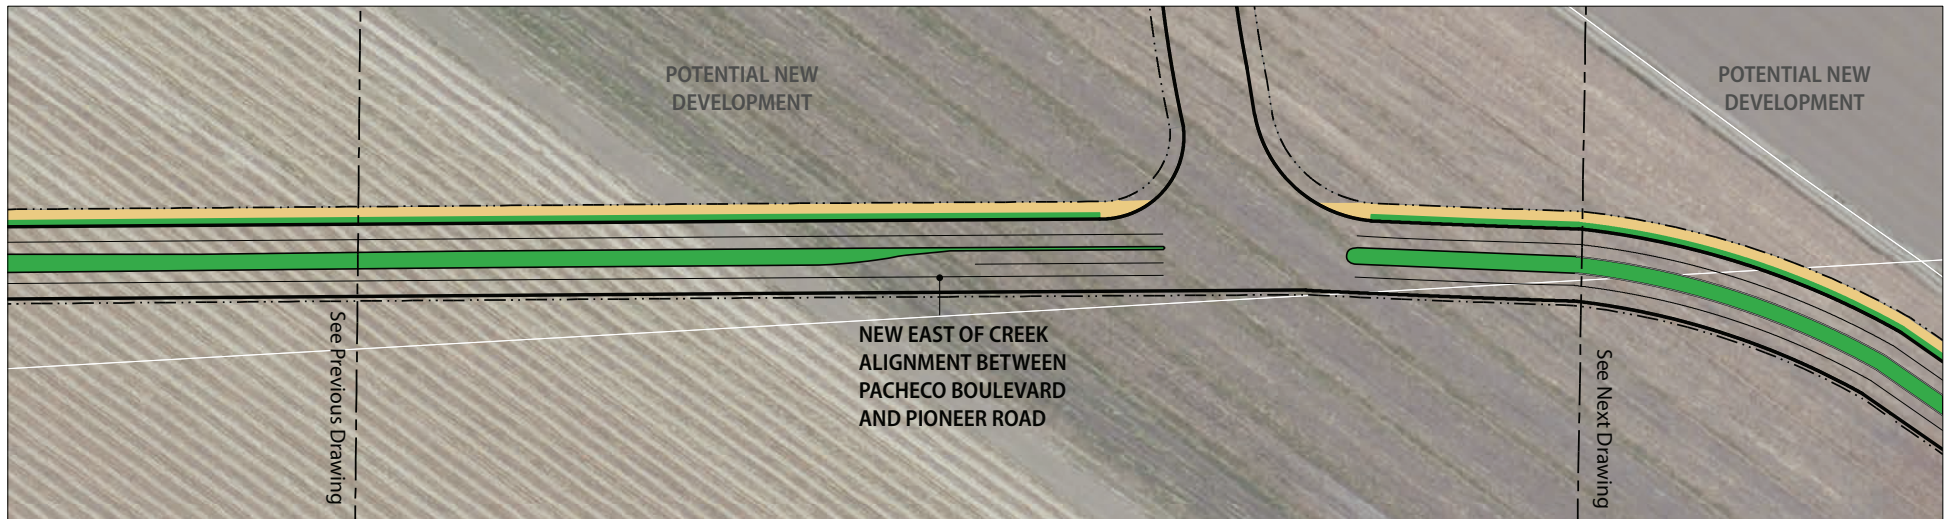 POTENTIAL NEW
DEVELOPMENT
POTENTIAL NEW
DEVELOPMENT
See Previous Drawing
NEW EAST OF CREEK
ALIGNMENT BETWEEN
PACHECO BOULEVARD
AND PIONEER ROAD
See Next Drawing